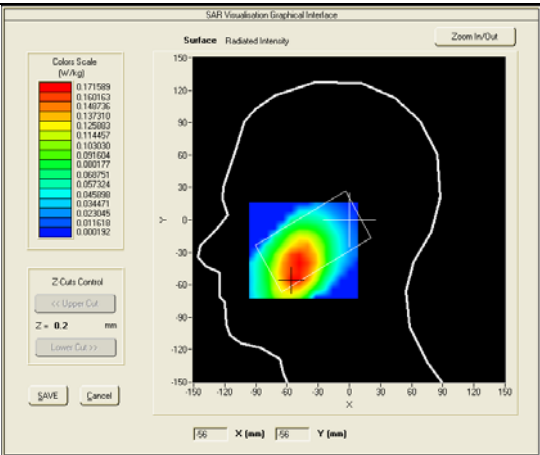 SAR Visualisation Graphical Interface
Surface Radiated Intensity
Zoom In/Out
Colors Scale
(W/kg)
0.171589
0.160163
0.148736
0.137310
0.125883
0.114457
0.103030
0.091604
0.080177
0.068751
0.057324
0.045898
0.034471
0.023045
0.011618
0.000192
Z-Cuts Control
<< Upper Cut
Z = 0.2 mm
Lower Cut >>
SAVE Cancel
150
120
90
60
30
0
-30
-60
-90
-120
-150
Y
-150 -120 -90 -60 -30 0 30 60 90 120 150
X
-56 X (mm) -56 Y (mm)